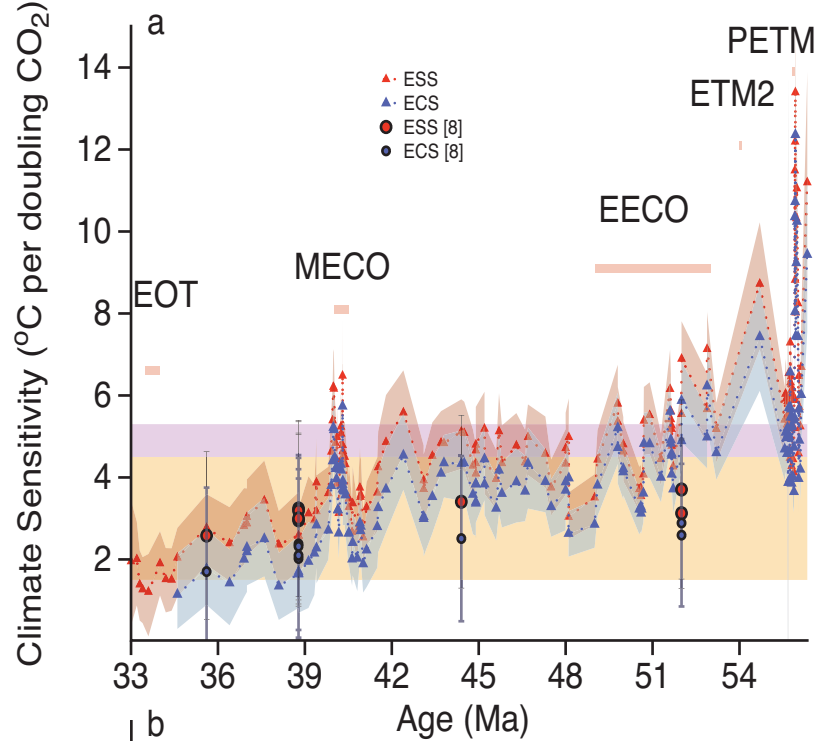 a
PETM
14
ESS
ECS
ETM2
ESS [8]
12
ECS [8]
EECO
10
MECO
EOT
8
6
4
2
Climate Sensitivity (°C per doubling CO₂)
33 36 39 42 45 48 51 54
Age (Ma)
b